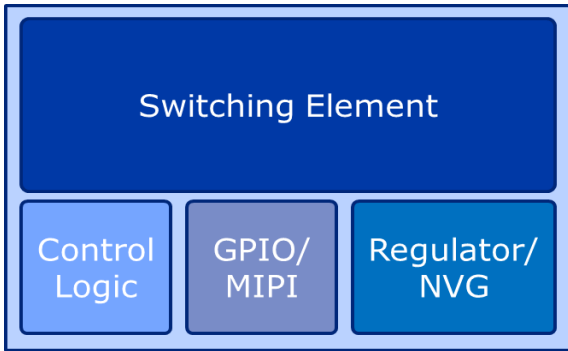 Switching Element
Control
Logic
GPIO/
MIPI
Regulator/
NVG